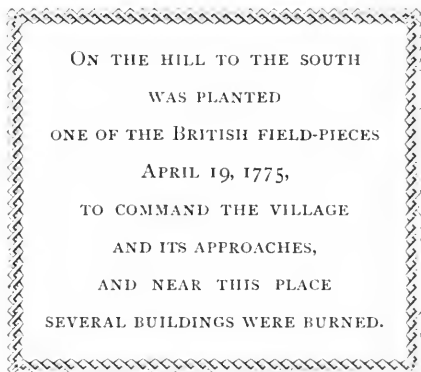 On the hill to the south
was planted
one of the British field-pieces
April 19, 1775,
to command the village
and its approaches,
and near this place
several buildings were burned.